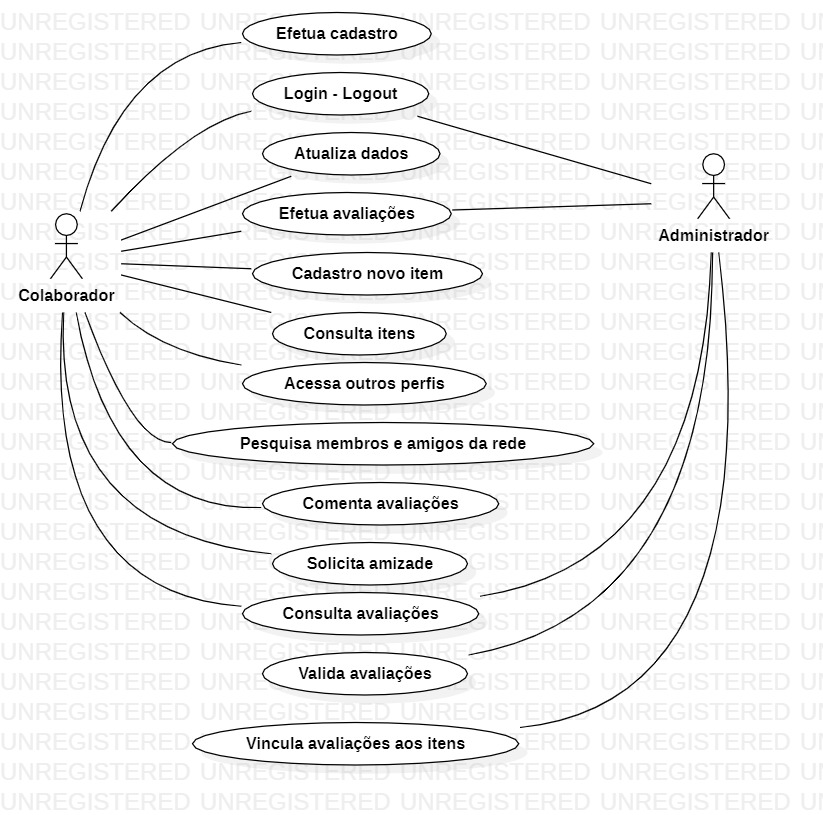 Efetua cadastro
Login - Logout
Atualiza dados
Efetua avaliações
Administrador
Cadastro novo item
Colaborador
Consulta itens
Acessa outros perfis
Pesquisa membros e amigos da rede
Comenta avaliações
Solicita amizade
Consulta avaliações
Valida avaliações
Vincula avaliações aos itens
UNREGISTERED